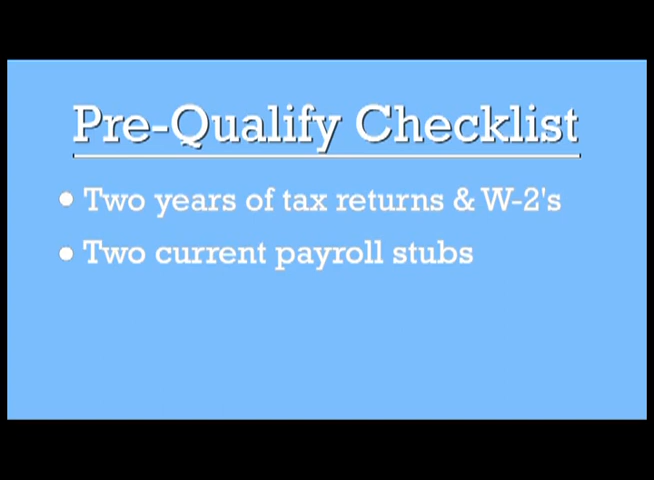 Pre-Qualify Checklist
Two years of tax returns & W-2's
Two current payroll stubs